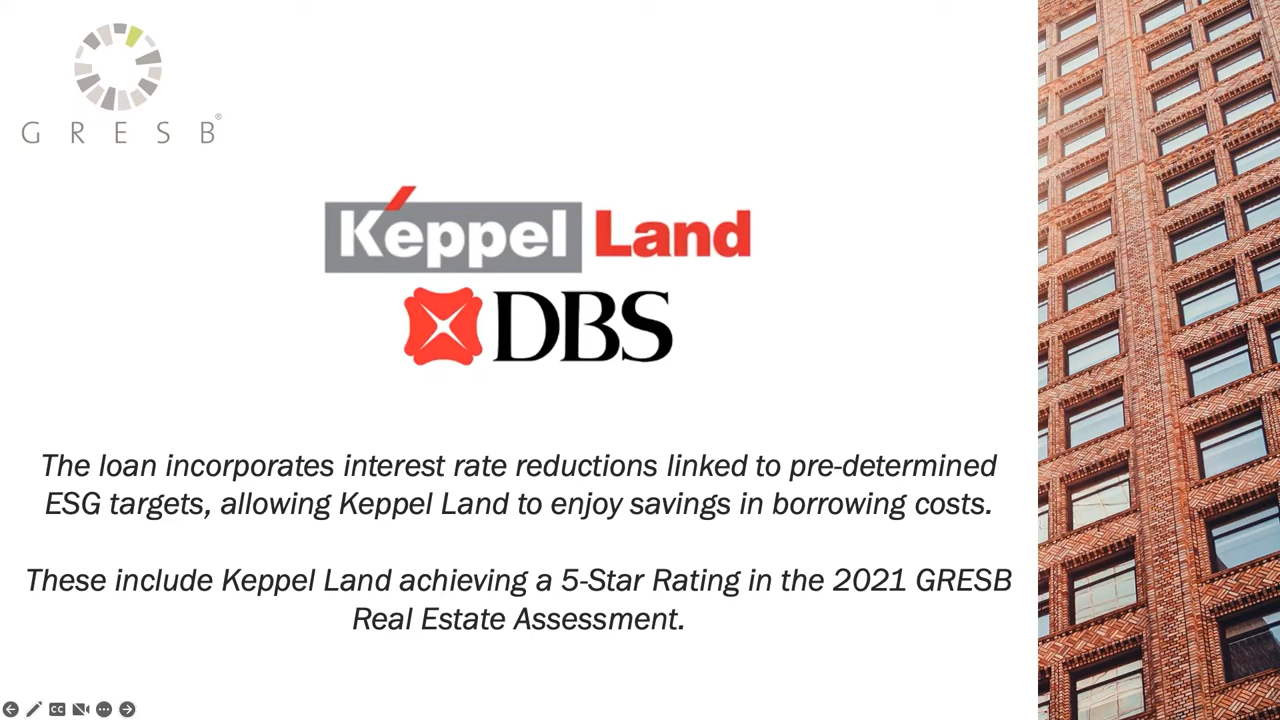 GRESB®
Keppel Land
DBS
The loan incorporates interest rate reductions linked to pre-determined
ESG targets, allowing Keppel Land to enjoy savings in borrowing costs.
These include Keppel Land achieving a 5-Star Rating in the 2021 GRESB
Real Estate Assessment.
CC